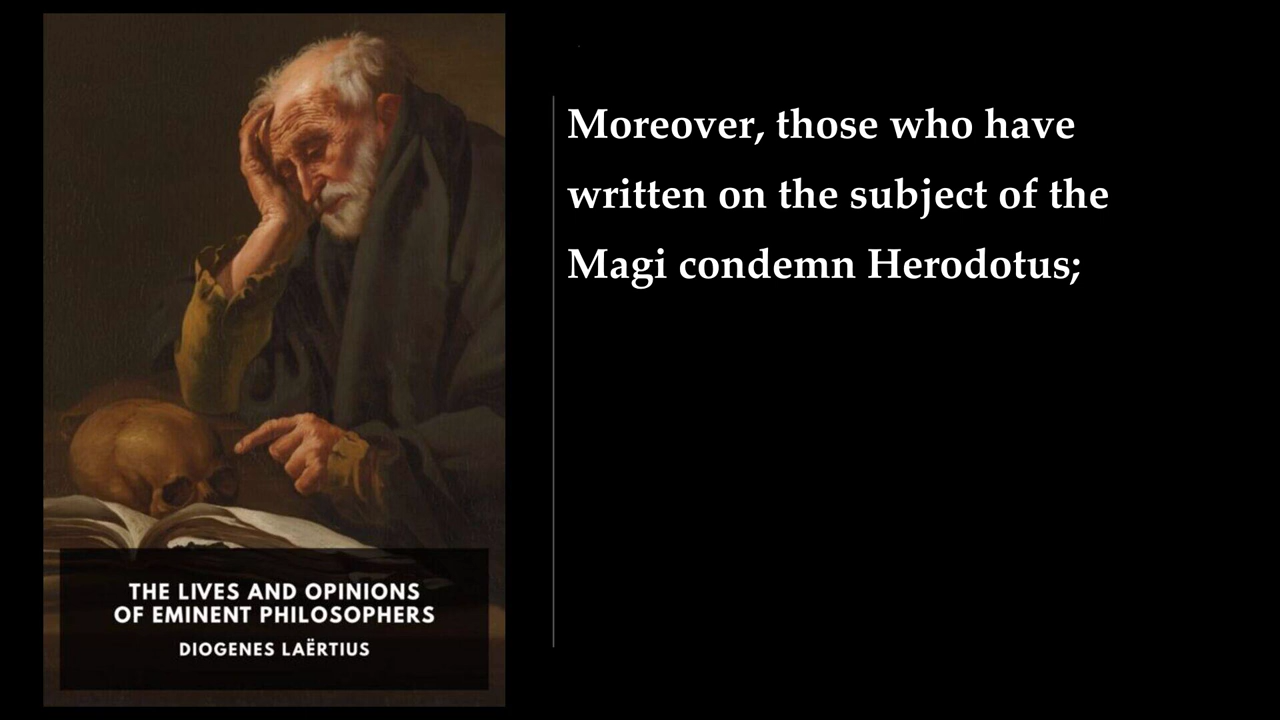 THE LIVES AND OPINIONS
OF EMINENT PHILOSOPHERS
DIOGENES LAËRTIUS
Moreover, those who have
written on the subject of the
Magi condemn Herodotus;